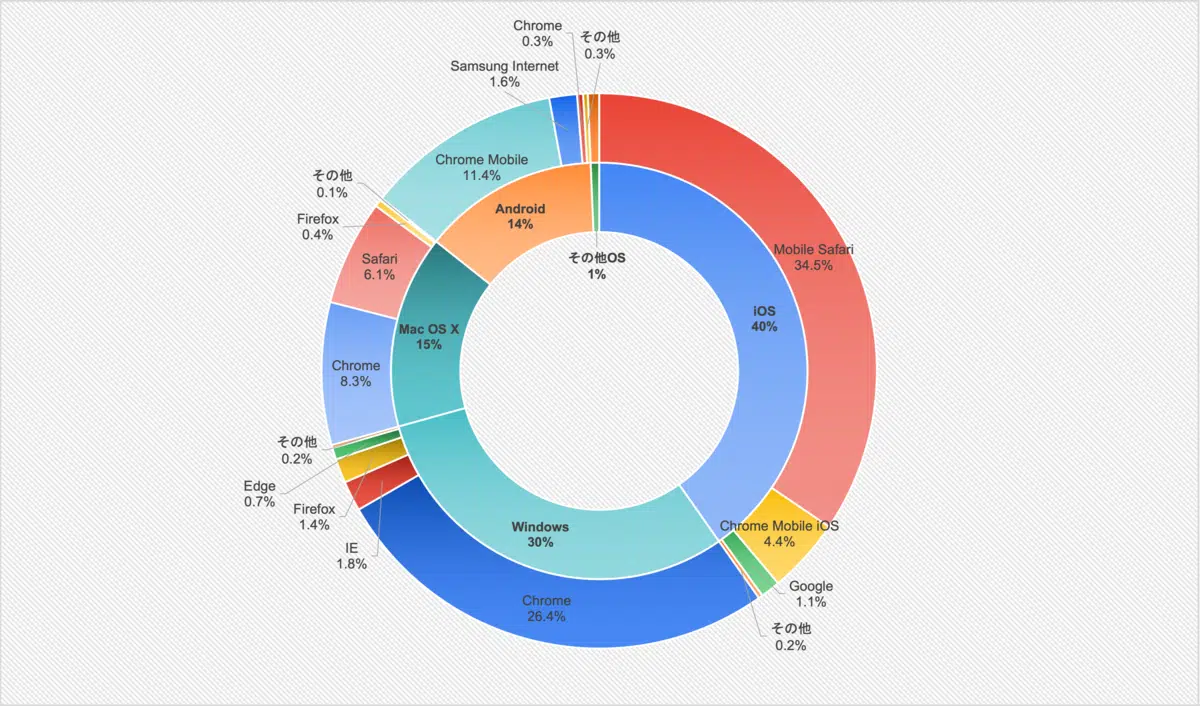 Chrome
0.3%
その他
0.3%
Samsung Internet
1.6%
Chrome Mobile
11.4%
その他
0.1%
Firefox
0.4%
Safari
6.1%
Android
14%
その他OS
1%
Mobile Safari
34.5%
iOS
40%
Mac OS X
15%
Chrome
8.3%
その他
0.2%
Edge
0.7%
Firefox
1.4%
IE
1.8%
Windows
30%
Chrome
26.4%
Chrome Mobile iOS
4.4%
Google
1.1%
その他
0.2%